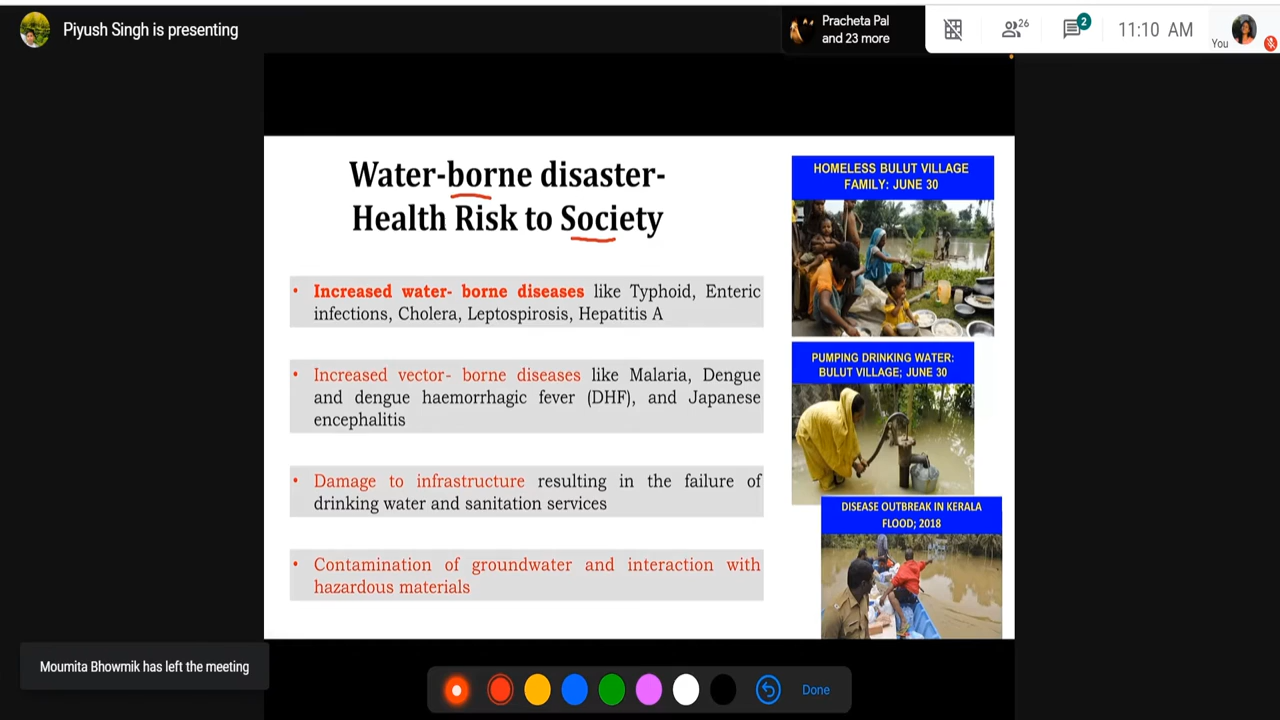 Piyush Singh is presenting
Pracheta Pal
and 23 more
26
2
11:10 AM
You
Water-borne disaster-
Health Risk to Society
• Increased water- borne diseases like Typhoid, Enteric
infections, Cholera, Leptospirosis, Hepatitis A
• Increased vector- borne diseases like Malaria, Dengue
and dengue haemorrhagic fever (DHF), and Japanese
encephalitis
• Damage to infrastructure resulting in the failure of
drinking water and sanitation services
• Contamination of groundwater and interaction with
hazardous materials
HOMELESS BULUT VILLAGE
FAMILY: JUNE 30
PUMPING DRINKING WATER:
BULUT VILLAGE; JUNE 30
DISEASE OUTBREAK IN KERALA
FLOOD; 2018
Moumita Bhowmik has left the meeting
Done